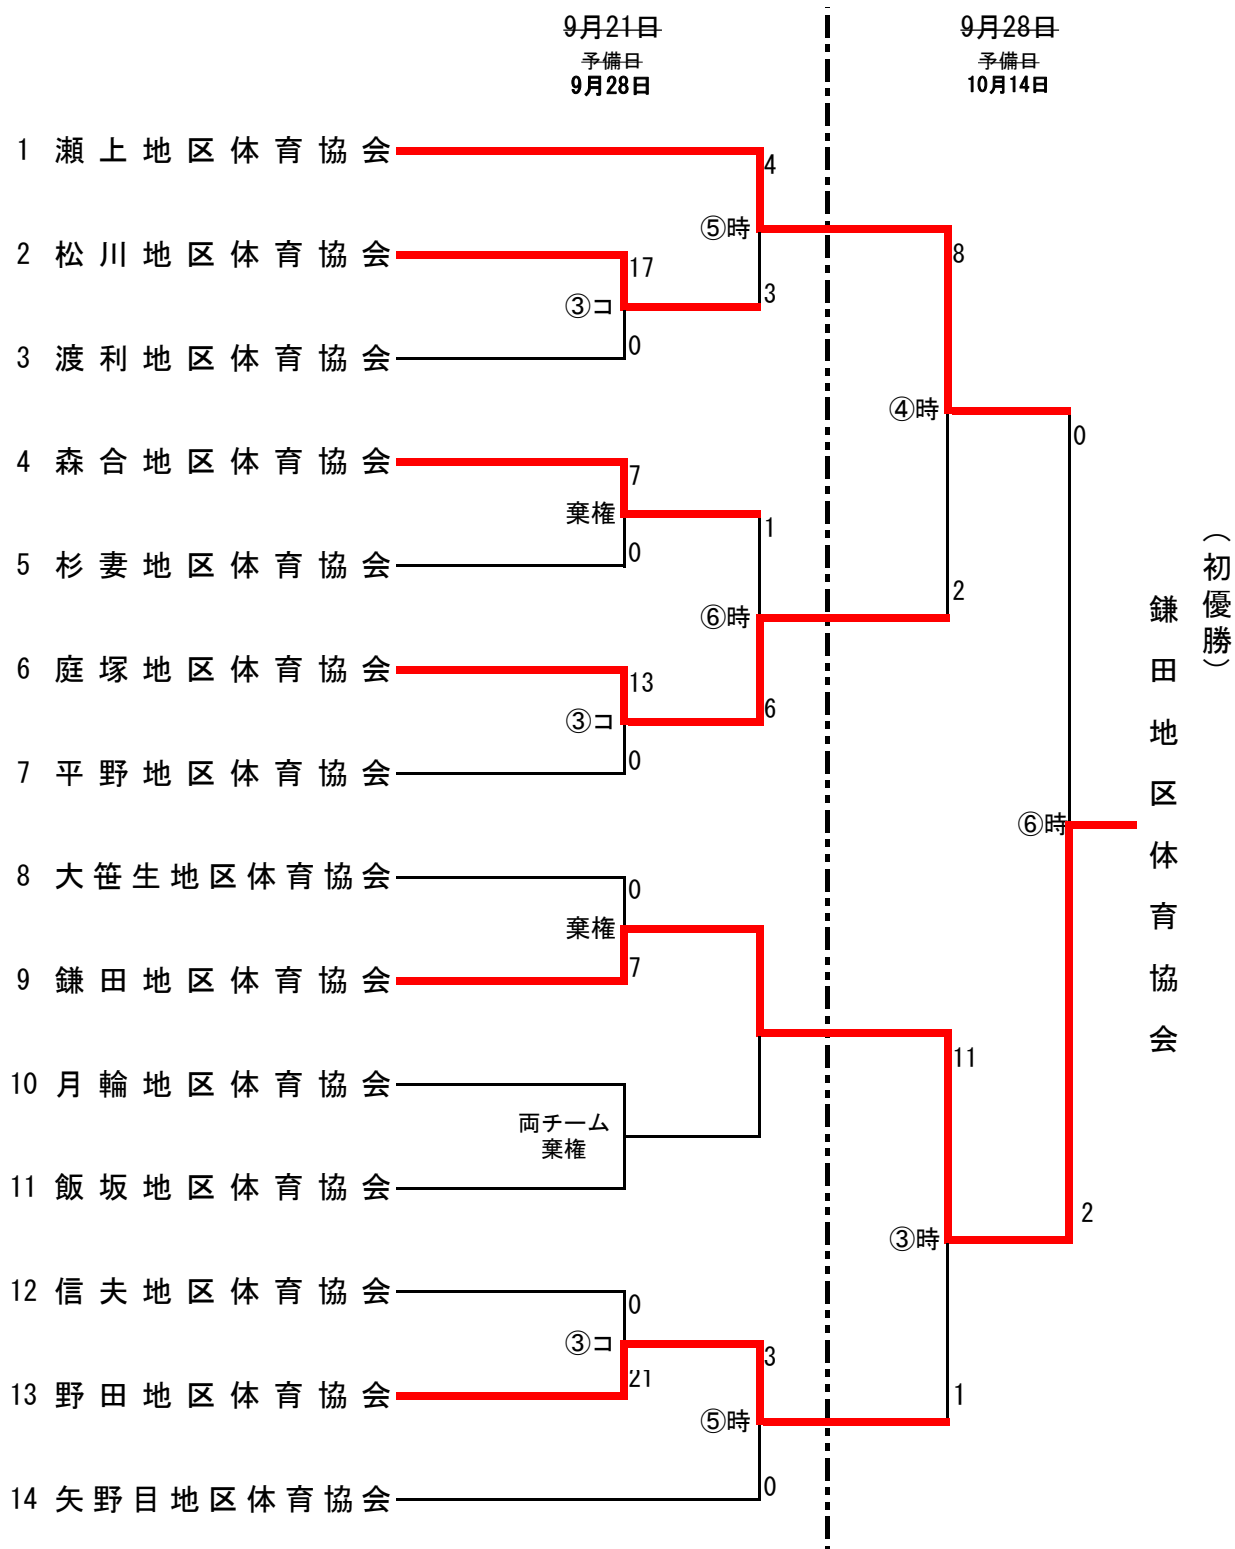 9月21日
予備日
9月28日
9月28日
予備日
10月14日
1 瀬上地区体育協会
4
⑤時
8
2 松川地区体育協会
17
③コ
3
0
3 渡利地区体育協会
④時
0
4 森合地区体育協会
7
棄権
1
0
5 杉妻地区体育協会
2
⑥時
6 庭塚地区体育協会
13
③コ
6
0
7 平野地区体育協会
⑥時
(初優勝)
鎌田地区体育協会
8 大笹生地区体育協会
0
棄権
7
9 鎌田地区体育協会
11
10 月輪地区体育協会
両チーム
棄権
11 飯坂地区体育協会
2
③時
12 信夫地区体育協会
0
③コ
3
21
13 野田地区体育協会
1
⑤時
0
14 矢野目地区体育協会